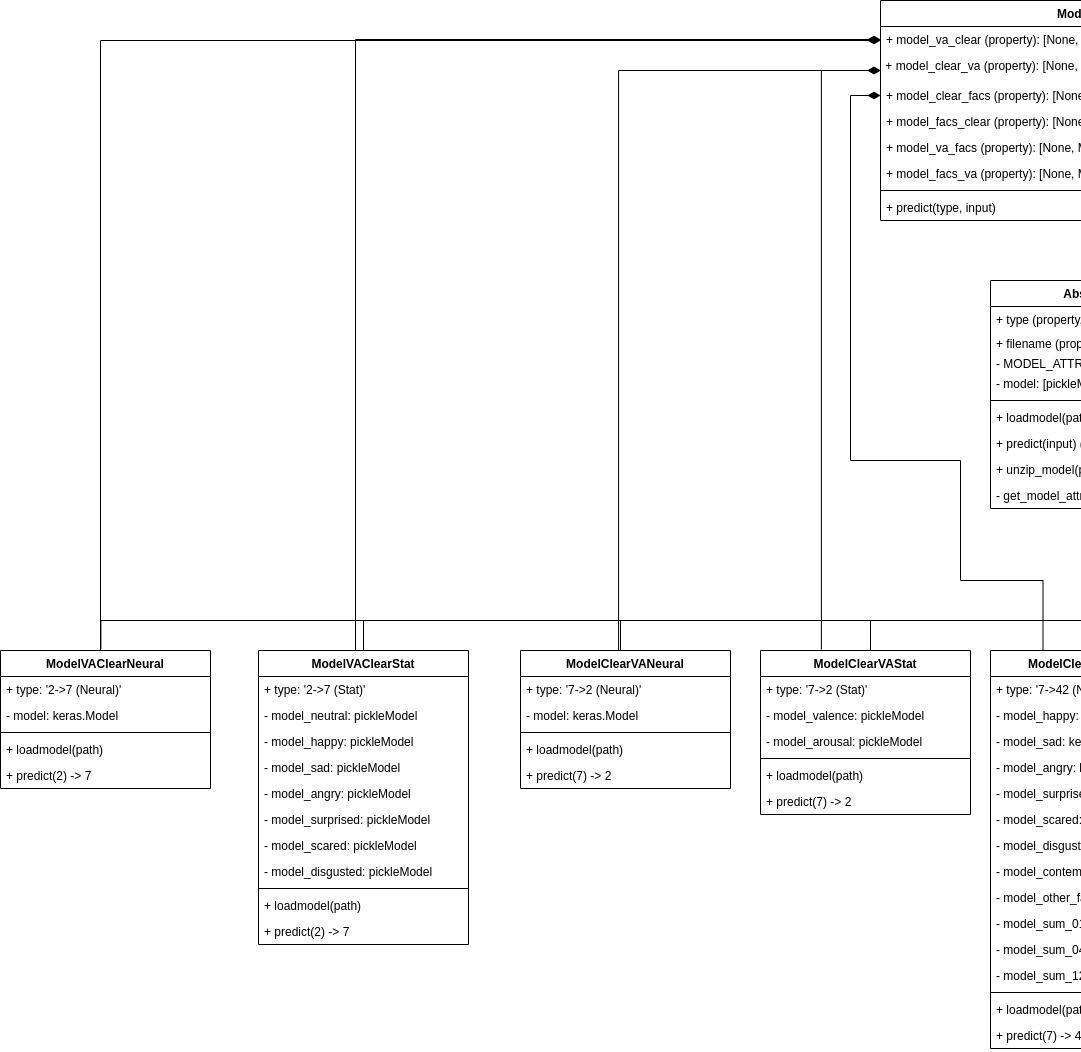 Mod
+ model_va_clear (property): [None,
+ model_clear_va (property): [None,
+ model_clear_facs (property): [None
+ model_facs_clear (property): [None
+ model_va_facs (property): [None, M
+ model_facs_va (property): [None, M
+ predict(type, input)
Abs
+ type (property
+ filename (prop
- MODEL_ATTR
- model: [pickleM
+ loadmodel(pat
+ predict(input)
+ unzip_model(p
- get_model_attr
ModelVAClearNeural
+ type: '2->7 (Neural)'
- model: keras.Model
+ loadmodel(path)
+ predict(2) -> 7
ModelVAClearStat
+ type: '2->7 (Stat)'
- model_neutral: pickleModel
- model_happy: pickleModel
- model_sad: pickleModel
- model_angry: pickleModel
- model_surprised: pickleModel
- model_scared: pickleModel
- model_disgusted: pickleModel
+ loadmodel(path)
+ predict(2) -> 7
ModelClearVANeural
+ type: '7->2 (Neural)'
- model: keras.Model
+ loadmodel(path)
+ predict(7) -> 2
ModelClearVAStat
+ type: '7->2 (Stat)'
- model_valence: pickleModel
- model_arousal: pickleModel
+ loadmodel(path)
+ predict(7) -> 2
ModelCle
+ type: '7->42 (N
- model_happy:
- model_sad: ke
- model_angry:
- model_surprise
- model_scared:
- model_disgust
- model_contem
- model_other_fa
- model_sum_01
- model_sum_04
- model_sum_12
+ loadmodel(pat
+ predict(7) -> 4